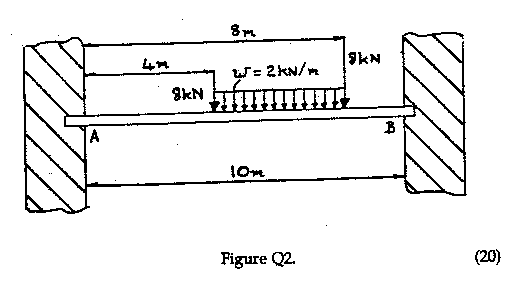 8m
4m
8kN
w = 2kN/m
8kN
A
B
10m
Figure Q2.
(20)